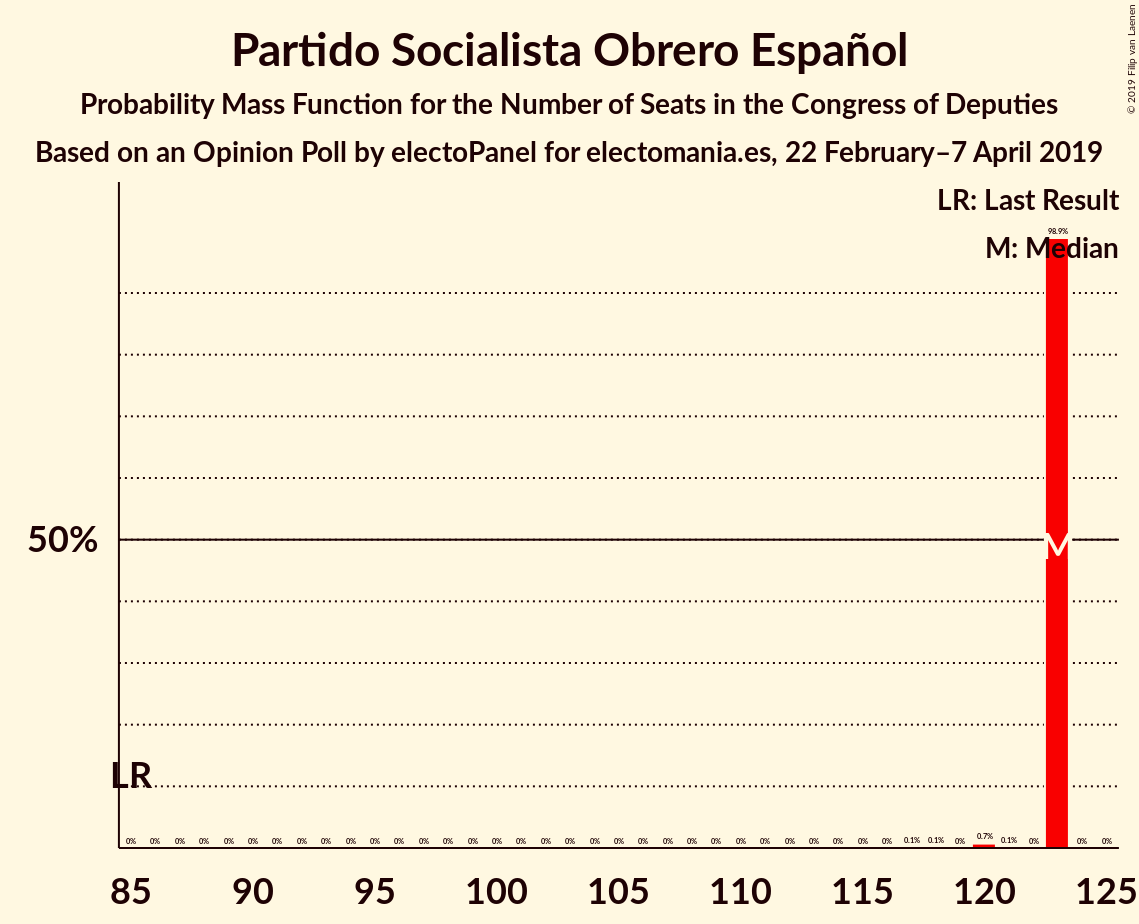 Partido Socialista Obrero Español
Probability Mass Function for the Number of Seats in the Congress of Deputies
Based on an Opinion Poll by electoPanel for electomania.es, 22 February–7 April 2019
© 2019 Filip van Laenen
LR: Last Result
98.9%
M: Median
50%
M
LR
0% 0% 0% 0% 0% 0% 0% 0% 0% 0% 0% 0% 0% 0% 0% 0% 0% 0% 0% 0% 0% 0% 0% 0% 0% 0% 0% 0% 0% 0% 0% 0% 0.1% 0.1% 0% 0.7% 0.1% 0% 0% 0%
85 90 95 100 105 110 115 120 125